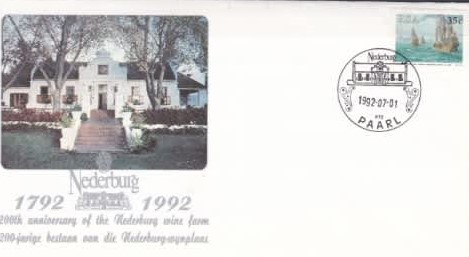 35c
Nederburg
1992-07-01
PAARL
Nederburg
1792 1992
200th anniversary of the Nederburg wine farm
200-jarige bestaan van die Nederburg-wynplaas